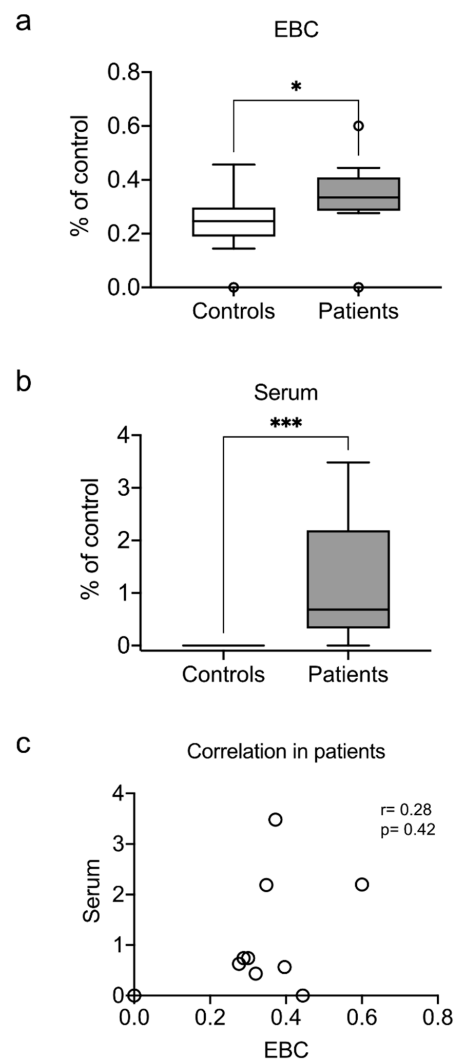 a
EBC
% of control
0.8
0.6
0.4
0.2
0.0
*
Controls Patients
b
Serum
% of control
4
3
2
1
0
***
Controls Patients
c
Correlation in patients
Serum
4
3
2
1
0
r= 0.28
p= 0.42
0.0 0.2 0.4 0.6 0.8
EBC